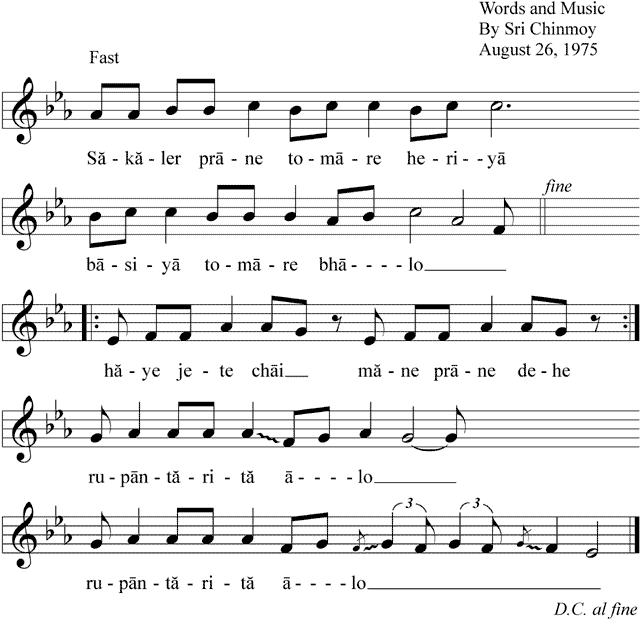 Words and Music
By Sri Chinmoy
August 26, 1975
Fast
Să - kă - ler prā - ne to - mā - re he - ri - - yā
fine
bā - si - yā to - mā - re bhā - - - - lo
hă - ye je - te chāi mă - ne prā - ne de - he
ru - pān - tă - ri - tă ā - - - - lo
3 3
ru - pān - tă - ri - tă ā - - - - lo
D.C. al fine